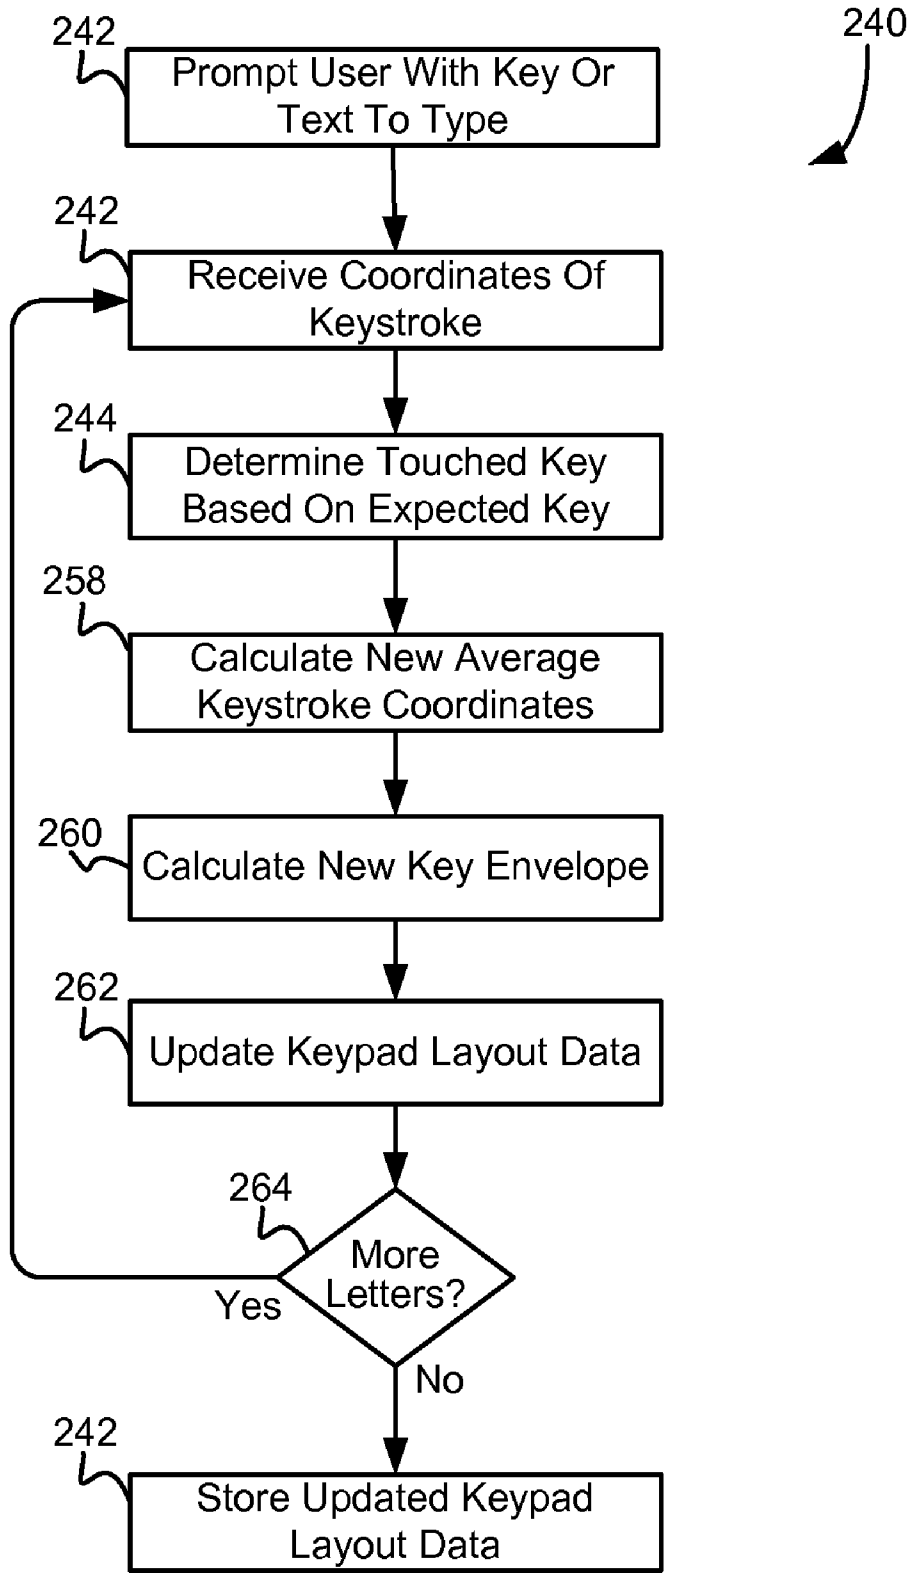 240
242
Prompt User With Key Or
Text To Type
242
Receive Coordinates Of
Keystroke
244
Determine Touched Key
Based On Expected Key
258
Calculate New Average
Keystroke Coordinates
260
Calculate New Key Envelope
262
Update Keypad Layout Data
264
More
Letters?
Yes
No
242
Store Updated Keypad
Layout Data